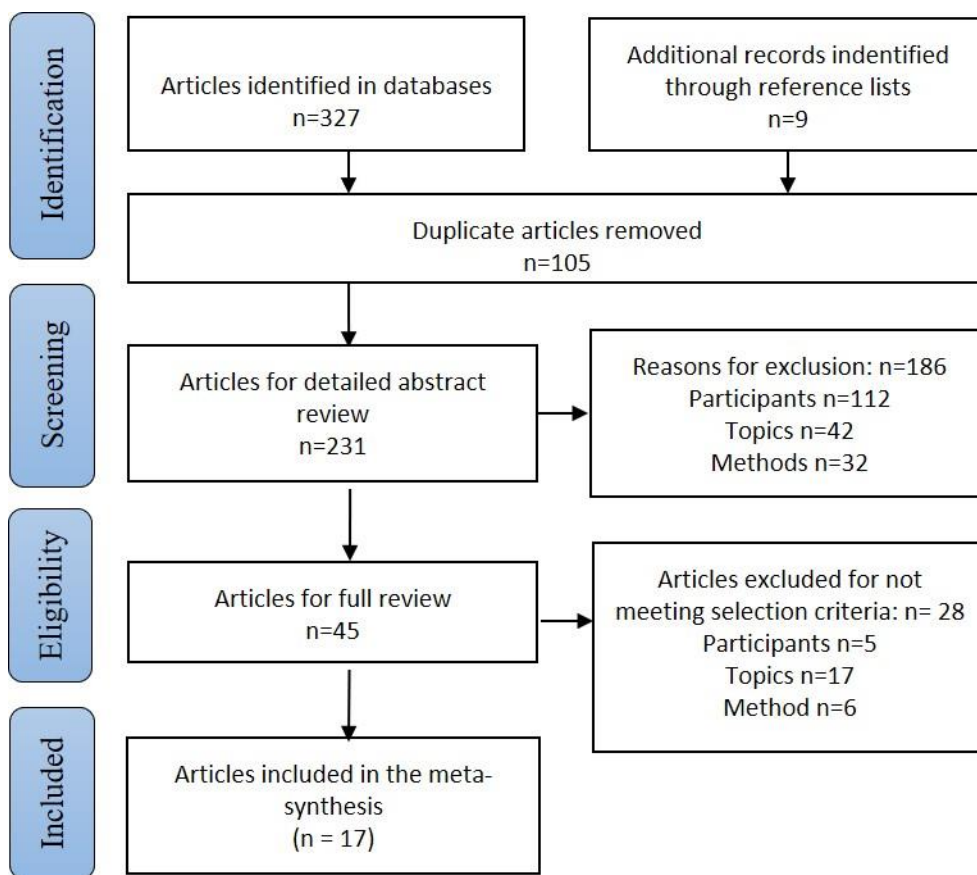 Identification
Articles identified in databases
n=327
Additional records indentified
through reference lists
n=9
Duplicate articles removed
n=105
Screening
Articles for detailed abstract
review
n=231
Reasons for exclusion: n=186
Participants n=112
Topics n=42
Methods n=32
Eligibility
Articles for full review
n=45
Articles excluded for not
meeting selection criteria: n= 28
Participants n=5
Topics n=17
Method n=6
Included
Articles included in the meta-
synthesis
(n = 17)